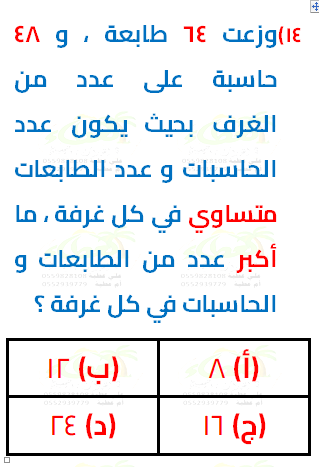 ١٤) وزعت ٦٤ طابعة ، و ٤٨
حاسبة على عدد من
الغرف بحيث يكون عدد
الحاسبات و عدد الطابعات
متساوي في كل غرفة ، ما
أكبر عدد من الطابعات و
الحاسبات في كل غرفة ؟
(أ) ٨ (ب) ١٢
(ج) ١٦ (د) ٢٤